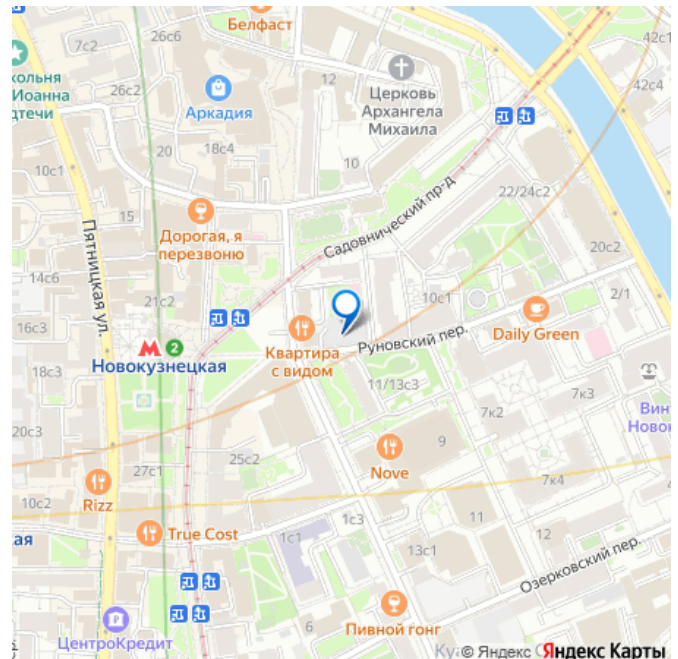 Белфаст
26с6
7с2
42с1
кольня
Иоанна
дтечи
26с2
Аркадия
12
Церковь
Архангела
Михаила
42с4
20
18с4
10
10с1
15
Дорогая, я
перезвоню
Садовнический пр-д
22/24с2
Пятницкая ул.
20с2
14с6
21с2
10с1
2/1
16с3
2
Новокузнецкая
Квартира
с видом
Руновский пер.
Daily Green
11/13с3
Вин
Ново
7к2
20с3
25с2
9
Nove
27с1
7к4
10с2
Rizz
True Cost
ая
1с1
1с3
11
12
13с1
Озерковский пер.
6
Пивной гонг
ЦентроКредит
© Яндекс
Яндекс Карты